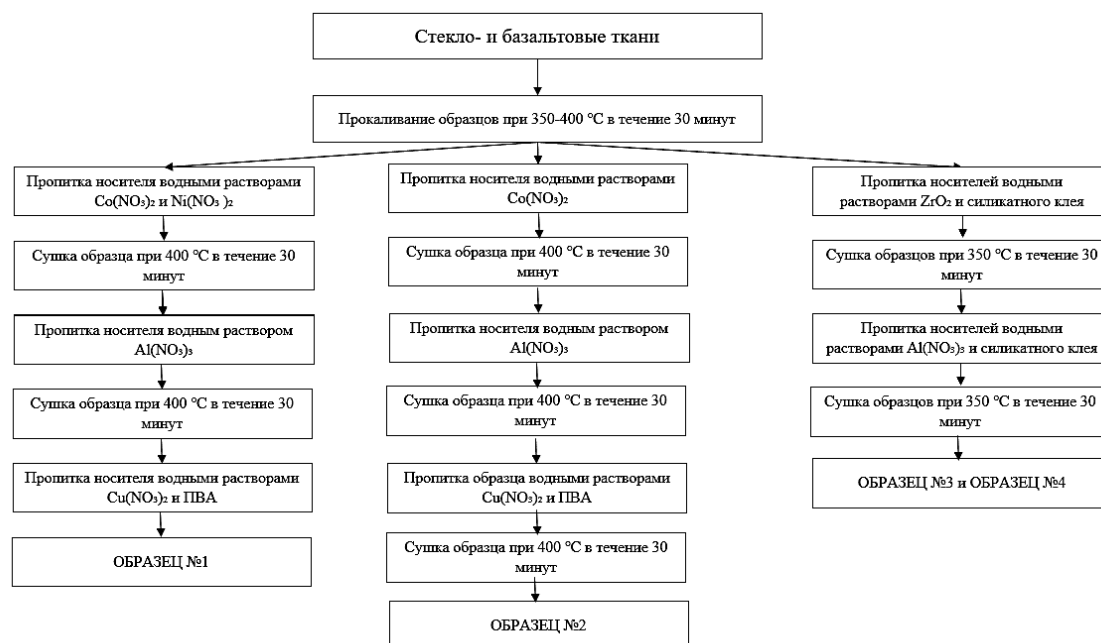 Стекло- и базальтовые ткани
Прокаливание образцов при 350-400 °С в течение 30 минут
Пропитка носителя водными растворами
Co(NO₃)₂ и Ni(NO₃ )₂
Сушка образца при 400 °С в течение 30
минут
Пропитка носителя водным раствором
Al(NO₃)₃
Сушка образца при 400 °С в течение 30
минут
Пропитка носителя водными растворами
Cu(NO₃)₂ и ПВА
ОБРАЗЕЦ №1
Пропитка носителя водными растворами
Co(NO₃)₂
Сушка образца при 400 °С в течение 30
минут
Пропитка носителя водным раствором
Al(NO₃)₃
Сушка образца при 400 °С в течение 30
минут
Пропитка образца водными растворами
Cu(NO₃)₂ и ПВА
Сушка образца при 400 °С в течение 30
минут
ОБРАЗЕЦ №2
Пропитка носителей водными
растворами ZrO₂ и силикатного клея
Сушка образцов при 350 °С в течение 30
минут
Пропитка носителей водными
растворами Al(NO₃)₃ и силикатного клея
Сушка образцов при 350 °С в течение 30
минут
ОБРАЗЕЦ №3 и ОБРАЗЕЦ №4